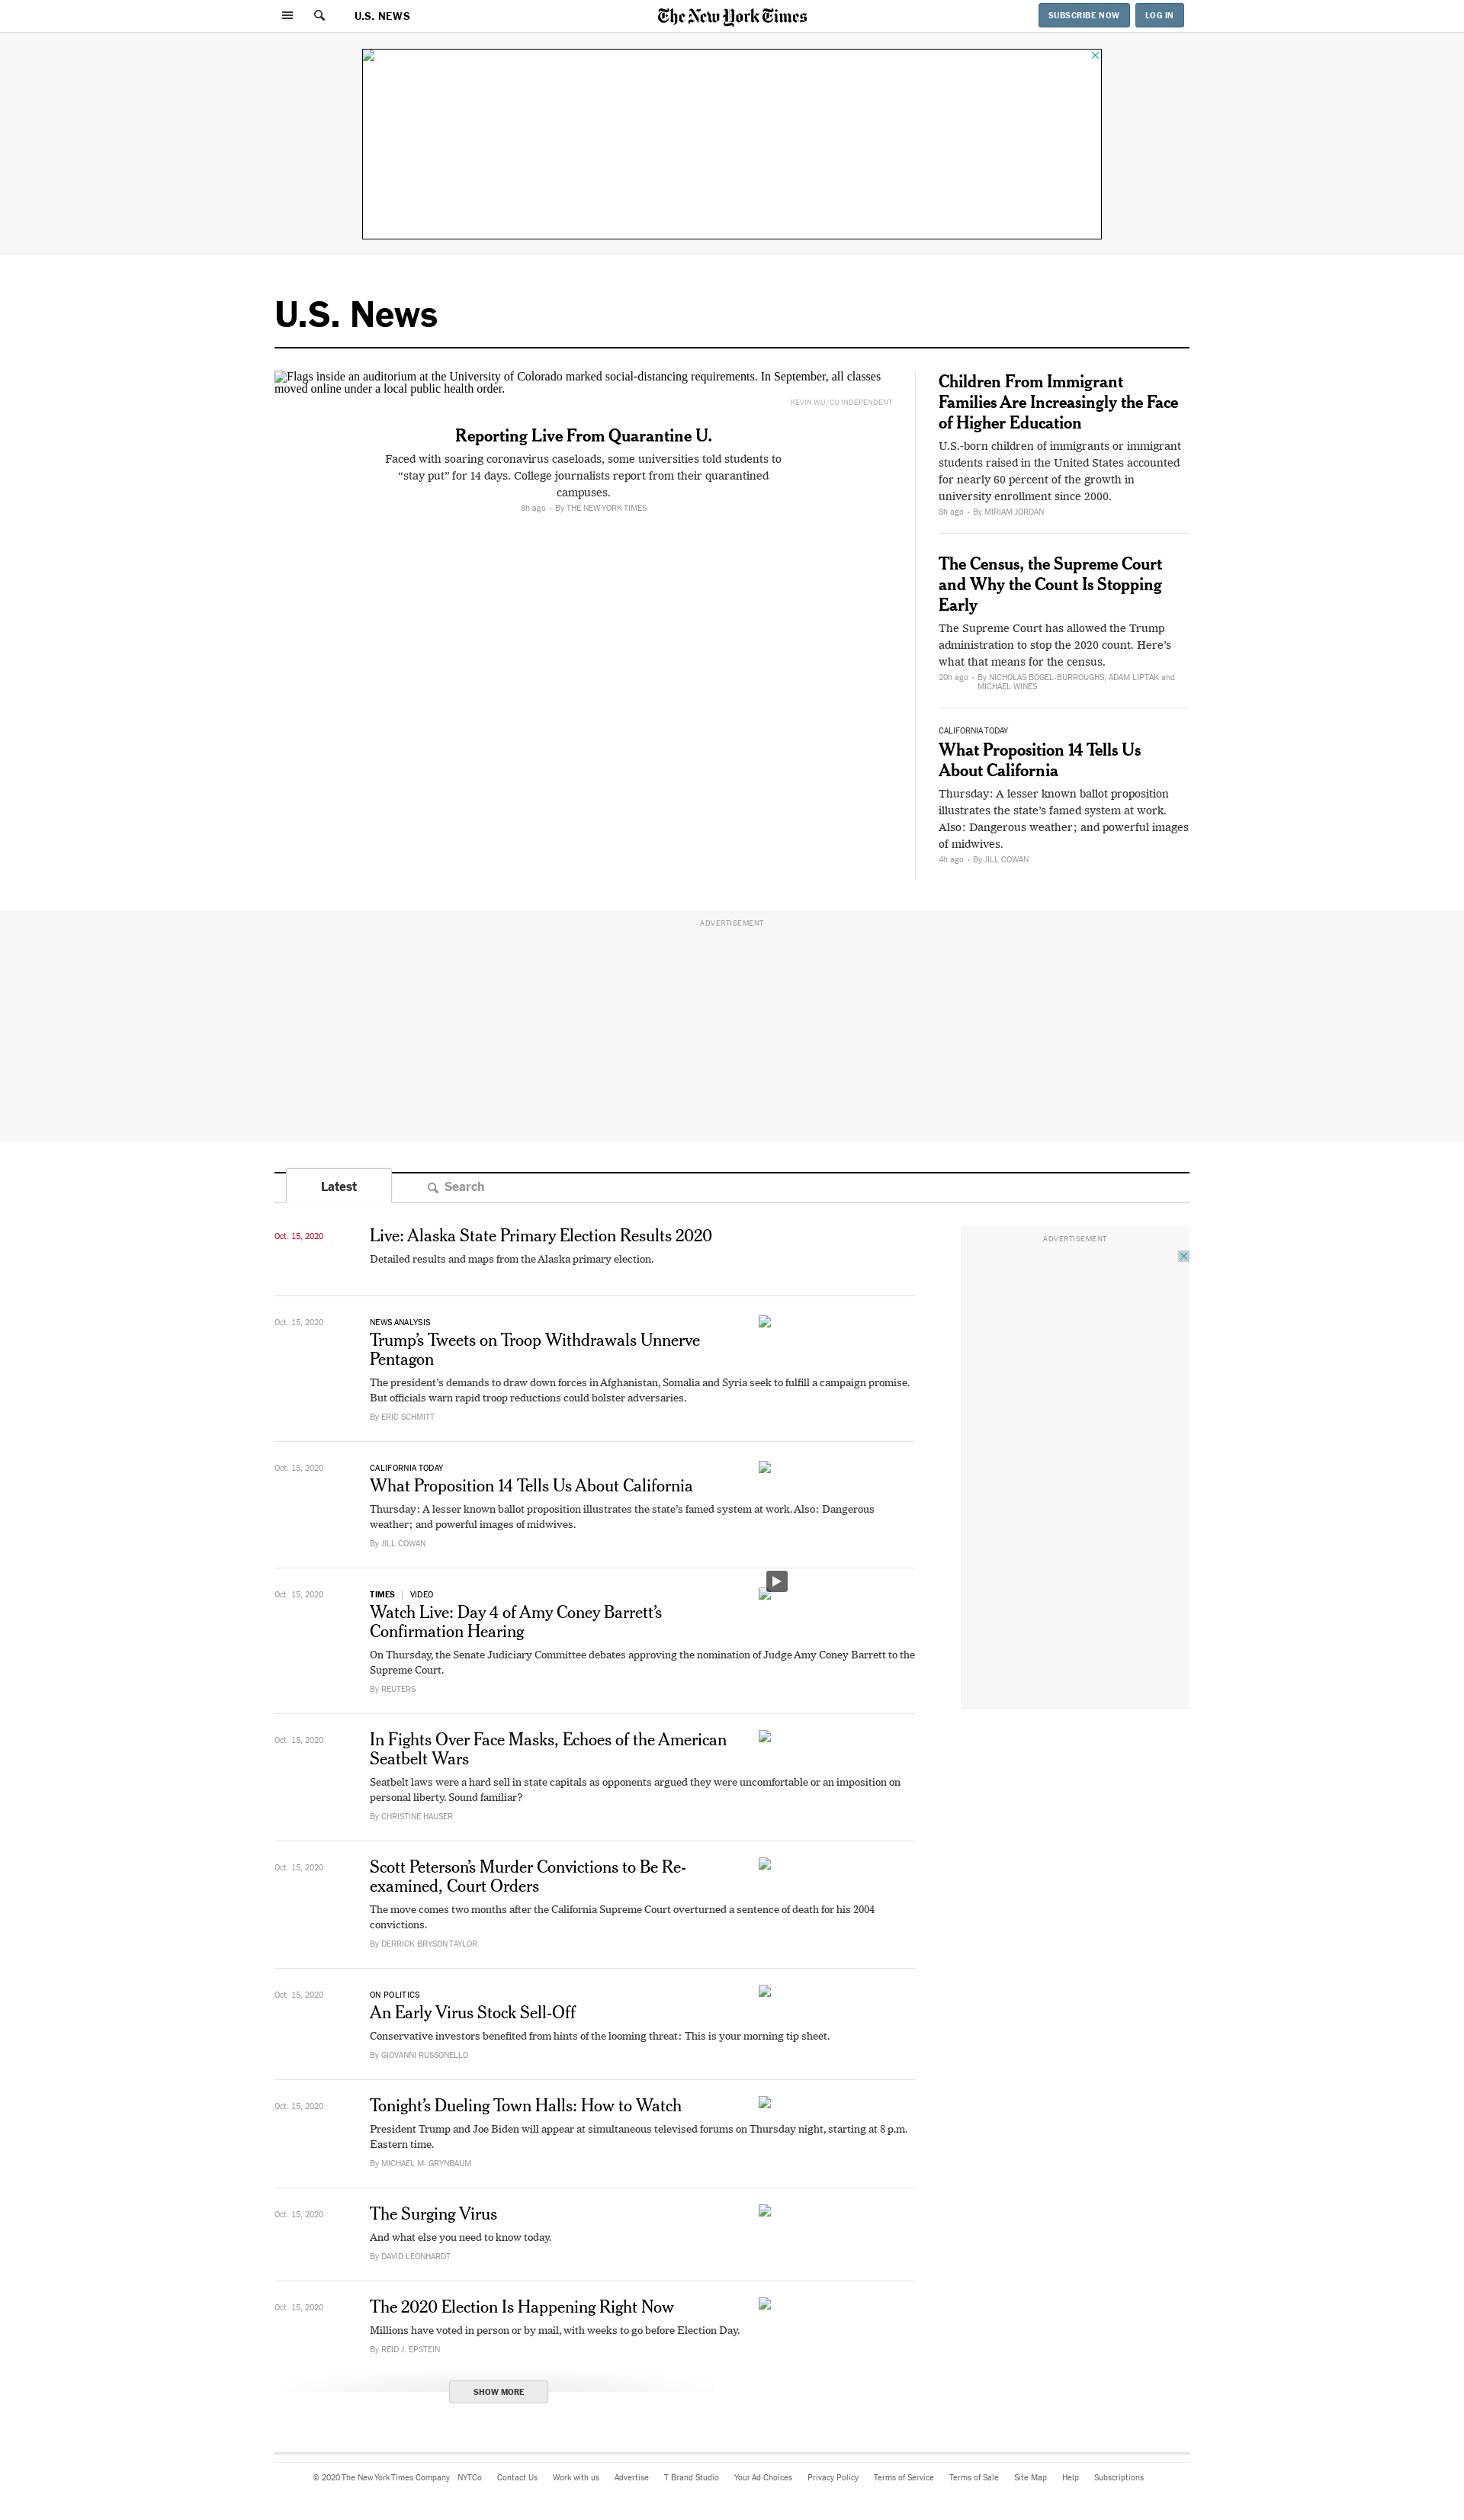 U.S. NEWS
The New York Times
SUBSCRIBE NOW
LOG IN
U.S. News
Flags inside an auditorium at the University of Colorado marked social-distancing requirements. In September, all classes
moved online under a local public health order.
KEVIN WU/CU INDEPENDENT
Reporting Live From Quarantine U.
Faced with soaring coronavirus caseloads, some universities told students to
“stay put” for 14 days. College journalists report from their quarantined
campuses.
8h ago • By THE NEW YORK TIMES
Children From Immigrant
Families Are Increasingly the Face
of Higher Education
U.S.-born children of immigrants or immigrant
students raised in the United States accounted
for nearly 60 percent of the growth in
university enrollment since 2000.
8h ago • By MIRIAM JORDAN
The Census, the Supreme Court
and Why the Count Is Stopping
Early
The Supreme Court has allowed the Trump
administration to stop the 2020 count. Here’s
what that means for the census.
20h ago • By NICHOLAS BOGEL-BURROUGHS, ADAM LIPTAK and
MICHAEL WINES
CALIFORNIA TODAY
What Proposition 14 Tells Us
About California
Thursday: A lesser known ballot proposition
illustrates the state’s famed system at work.
Also: Dangerous weather; and powerful images
of midwives.
4h ago • By JILL COWAN
ADVERTISEMENT
Latest
Search
Oct. 15, 2020
Live: Alaska State Primary Election Results 2020
Detailed results and maps from the Alaska primary election.
ADVERTISEMENT
Oct. 15, 2020
NEWS ANALYSIS
Trump’s Tweets on Troop Withdrawals Unnerve
Pentagon
The president’s demands to draw down forces in Afghanistan, Somalia and Syria seek to fulfill a campaign promise.
But officials warn rapid troop reductions could bolster adversaries.
By ERIC SCHMITT
Oct. 15, 2020
CALIFORNIA TODAY
What Proposition 14 Tells Us About California
Thursday: A lesser known ballot proposition illustrates the state’s famed system at work. Also: Dangerous
weather; and powerful images of midwives.
By JILL COWAN
Oct. 15, 2020
TIMES | VIDEO
Watch Live: Day 4 of Amy Coney Barrett’s
Confirmation Hearing
On Thursday, the Senate Judiciary Committee debates approving the nomination of Judge Amy Coney Barrett to the
Supreme Court.
By REUTERS
Oct. 15, 2020
In Fights Over Face Masks, Echoes of the American
Seatbelt Wars
Seatbelt laws were a hard sell in state capitals as opponents argued they were uncomfortable or an imposition on
personal liberty. Sound familiar?
By CHRISTINE HAUSER
Oct. 15, 2020
Scott Peterson’s Murder Convictions to Be Re-
examined, Court Orders
The move comes two months after the California Supreme Court overturned a sentence of death for his 2004
convictions.
By DERRICK BRYSON TAYLOR
Oct. 15, 2020
ON POLITICS
An Early Virus Stock Sell-Off
Conservative investors benefited from hints of the looming threat: This is your morning tip sheet.
By GIOVANNI RUSSONELLO
Oct. 15, 2020
Tonight’s Dueling Town Halls: How to Watch
President Trump and Joe Biden will appear at simultaneous televised forums on Thursday night, starting at 8 p.m.
Eastern time.
By MICHAEL M. GRYNBAUM
Oct. 15, 2020
The Surging Virus
And what else you need to know today.
By DAVID LEONHARDT
Oct. 15, 2020
The 2020 Election Is Happening Right Now
Millions have voted in person or by mail, with weeks to go before Election Day.
By REID J. EPSTEIN
SHOW MORE
© 2020 The New York Times Company NYTCo Contact Us Work with us Advertise T Brand Studio Your Ad Choices Privacy Policy Terms of Service Terms of Sale Site Map Help Subscriptions